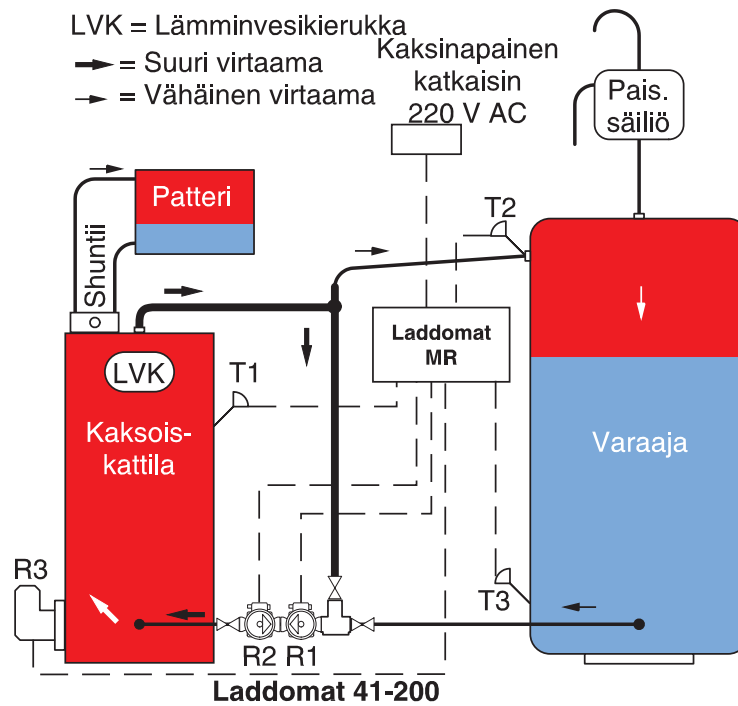 LVK = Lämminvesikierukka
= Suuri virtaama
= Vähäinen virtaama
Kaksinapainen
katkaisin
220 V AC
Pais.
säiliö
Patteri
Shuntii
T2
Laddomat
MR
LVK
T1
Kaksois-
kattila
Varaaja
R3
T3
R2 R1
Laddomat 41-200